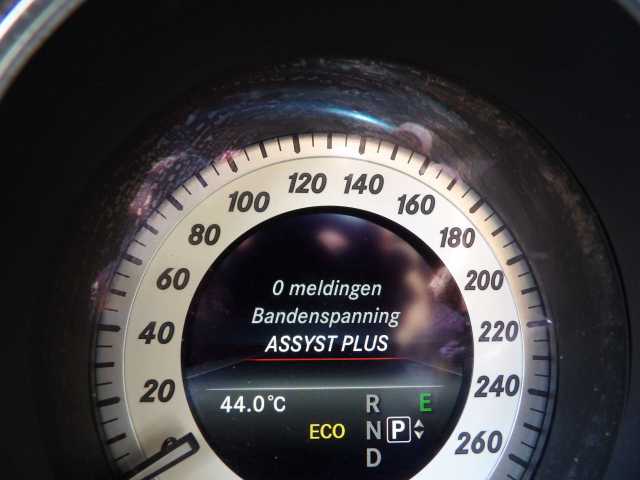 120 140
100 160
80 180
60 200
40 220
20 240
0 260
0 meldingen
Bandenspanning
ASSYST PLUS
44.0°C R E
ECO N P
D